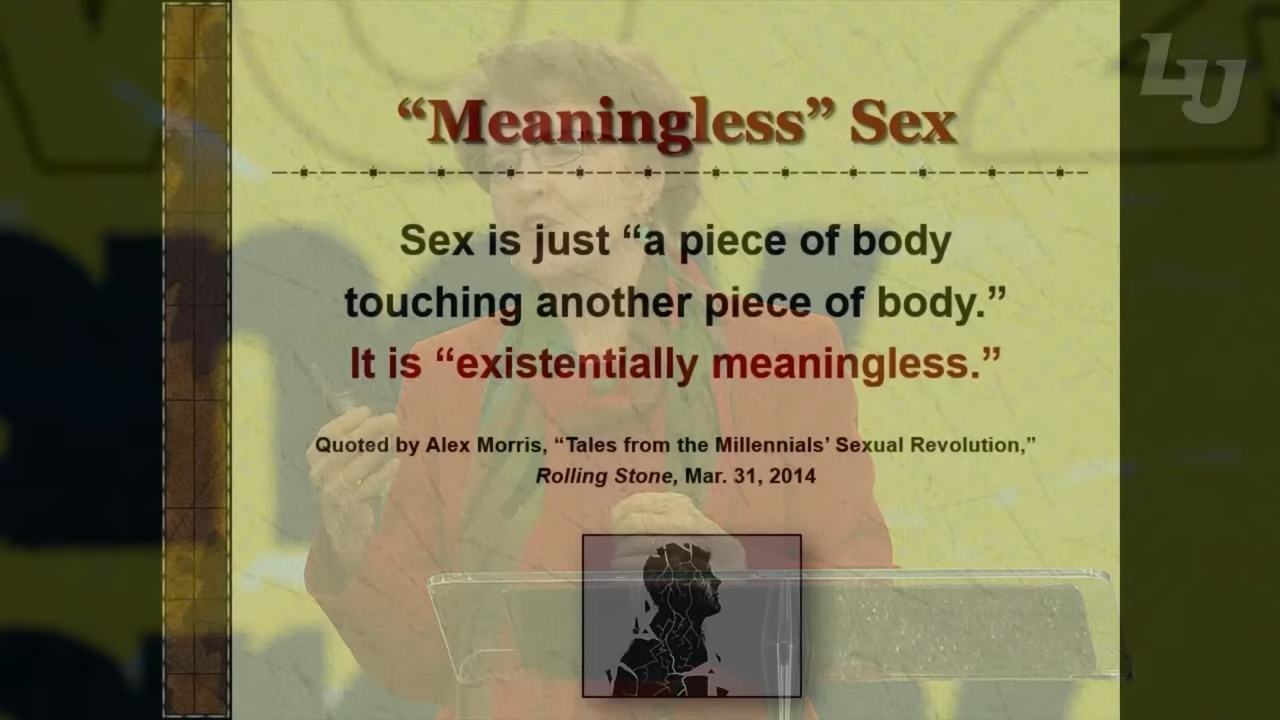 LU
“Meaningless” Sex
Sex is just “a piece of body
touching another piece of body.”
It is “existentially meaningless.”
Quoted by Alex Morris, “Tales from the Millennials’ Sexual Revolution,”
Rolling Stone, Mar. 31, 2014